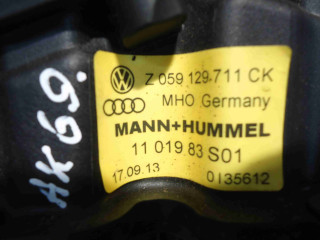 AK69.
Z 059 129.711 CK
MHO Germany
MANN+HUMMEL
11 019 83 S01
17.09.13
0135612